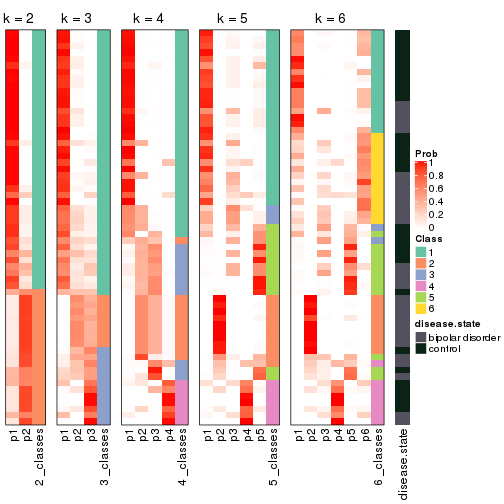 k = 2 k = 3 k = 4 k = 5 k = 6
Prob
1
0.8
0.6
0.4
0.2
0
Class
1
2
3
4
5
6
disease.state
bipolar disorder
control
p1 p2 2_classes p1 p2 p3 3_classes p1 p2 p3 p4 4_classes p1 p2 p3 p4 p5 5_classes p1 p2 p3 p4 p5 p6 6_classes disease.state